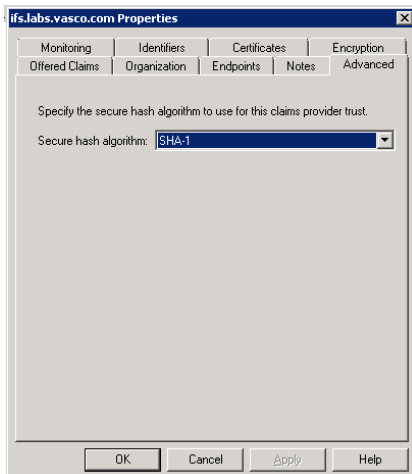 ifs.labs.vasco.com Properties
Monitoring Identifiers Certificates Encryption
Offered Claims Organization Endpoints Notes Advanced
Specify the secure hash algorithm to use for this claims provider trust.
Secure hash algorithm: SHA-1
OK Cancel Apply Help